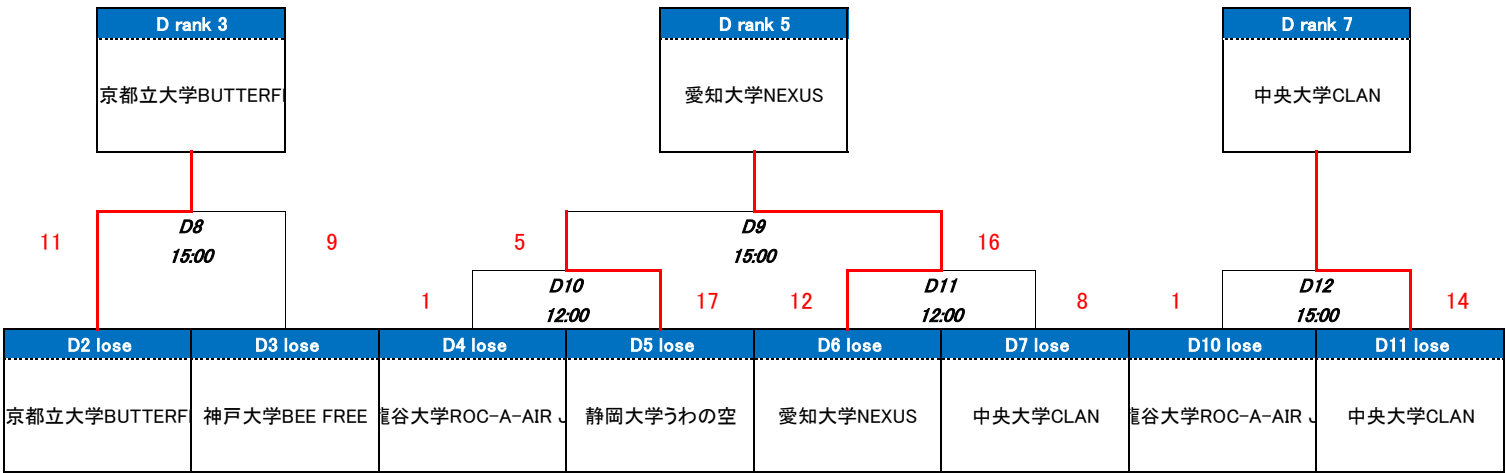 D rank 3
D rank 5
D rank 7
京都立大学BUTTERF
愛知大学NEXUS
中央大学CLAN
D8
15:00
11
9
D9
15:00
5
16
D10
12:00
1
17
D11
12:00
12
8
D12
15:00
1
14
D2 lose
D3 lose
D4 lose
D5 lose
D6 lose
D7 lose
D10 lose
D11 lose
京都立大学BUTTERF
神戸大学BEE FREE
龍谷大学ROC-A-AIR J
静岡大学うわの空
愛知大学NEXUS
中央大学CLAN
龍谷大学ROC-A-AIR J
中央大学CLAN